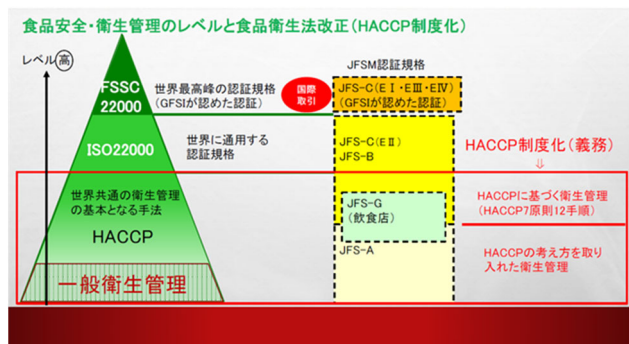 食品安全・衛生管理のレベルと食品衛生法改正(HACCP制度化)
レベル高
FSSC
22000
世界最高峰の認証規格
(GFSIが認めた認証)
国際
取引
JFSM認証規格
JFS-C(EⅠ・EⅢ・EⅣ)
(GFSIが認めた認証)
ISO22000
世界に通用する
認証規格
JFS-C(EⅡ)
JFS-B
HACCP制度化(義務)
⇩
世界共通の衛生管理
の基本となる手法
HACCP
JFS-G
(飲食店)
HACCPに基づく衛生管理
(HACCP7原則12手順)
一般衛生管理
JFS-A
HACCPの考え方を取り
入れた衛生管理